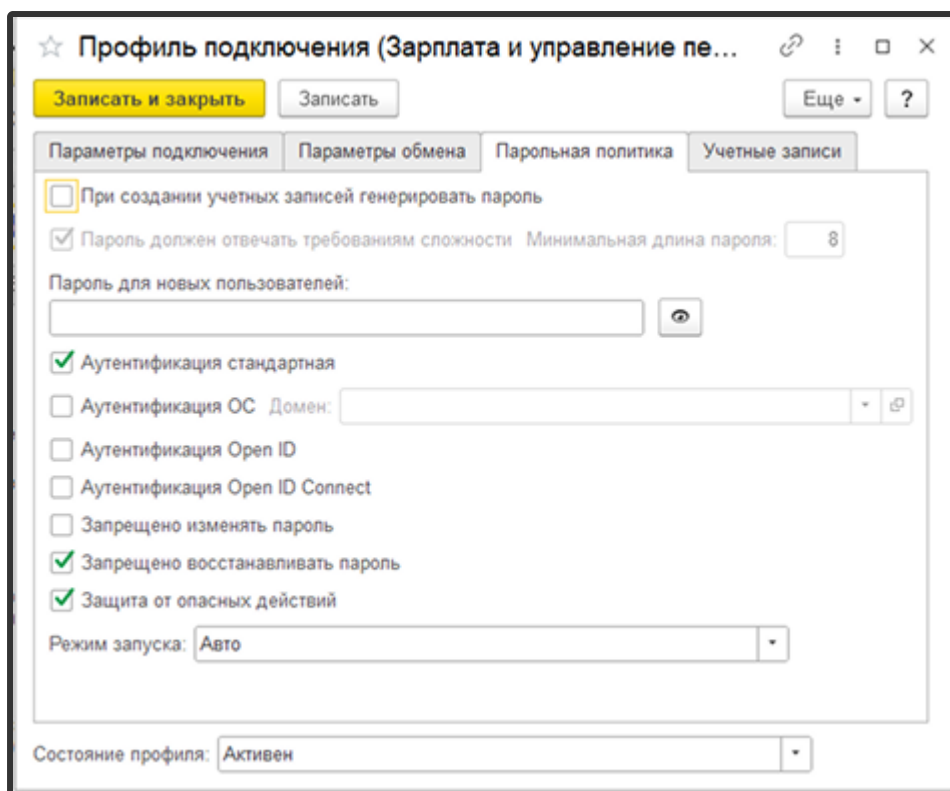 Профиль подключения (Зарплата и управление пе...
Записать и закрыть Записать Еще ?
Параметры подключения Параметры обмена Парольная политика Учетные записи
При создании учетных записей генерировать пароль
Пароль должен отвечать требованиям сложности Минимальная длина пароля: 8
Пароль для новых пользователей:
Аутентификация стандартная
Аутентификация ОС Домен:
Аутентификация Open ID
Аутентификация Open ID Connect
Запрещено изменять пароль
Запрещено восстанавливать пароль
Защита от опасных действий
Режим запуска: Авто
Состояние профиля: Активен